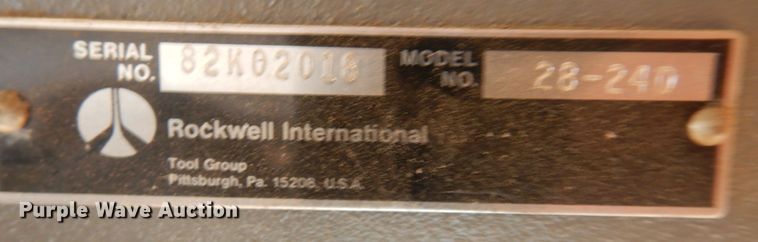 SERIAL NO. 82K02018 MODEL NO. 28-240
Rockwell International
Tool Group
Pittsburgh, Pa. 15208, U.S.A.
Purple Wave Auction